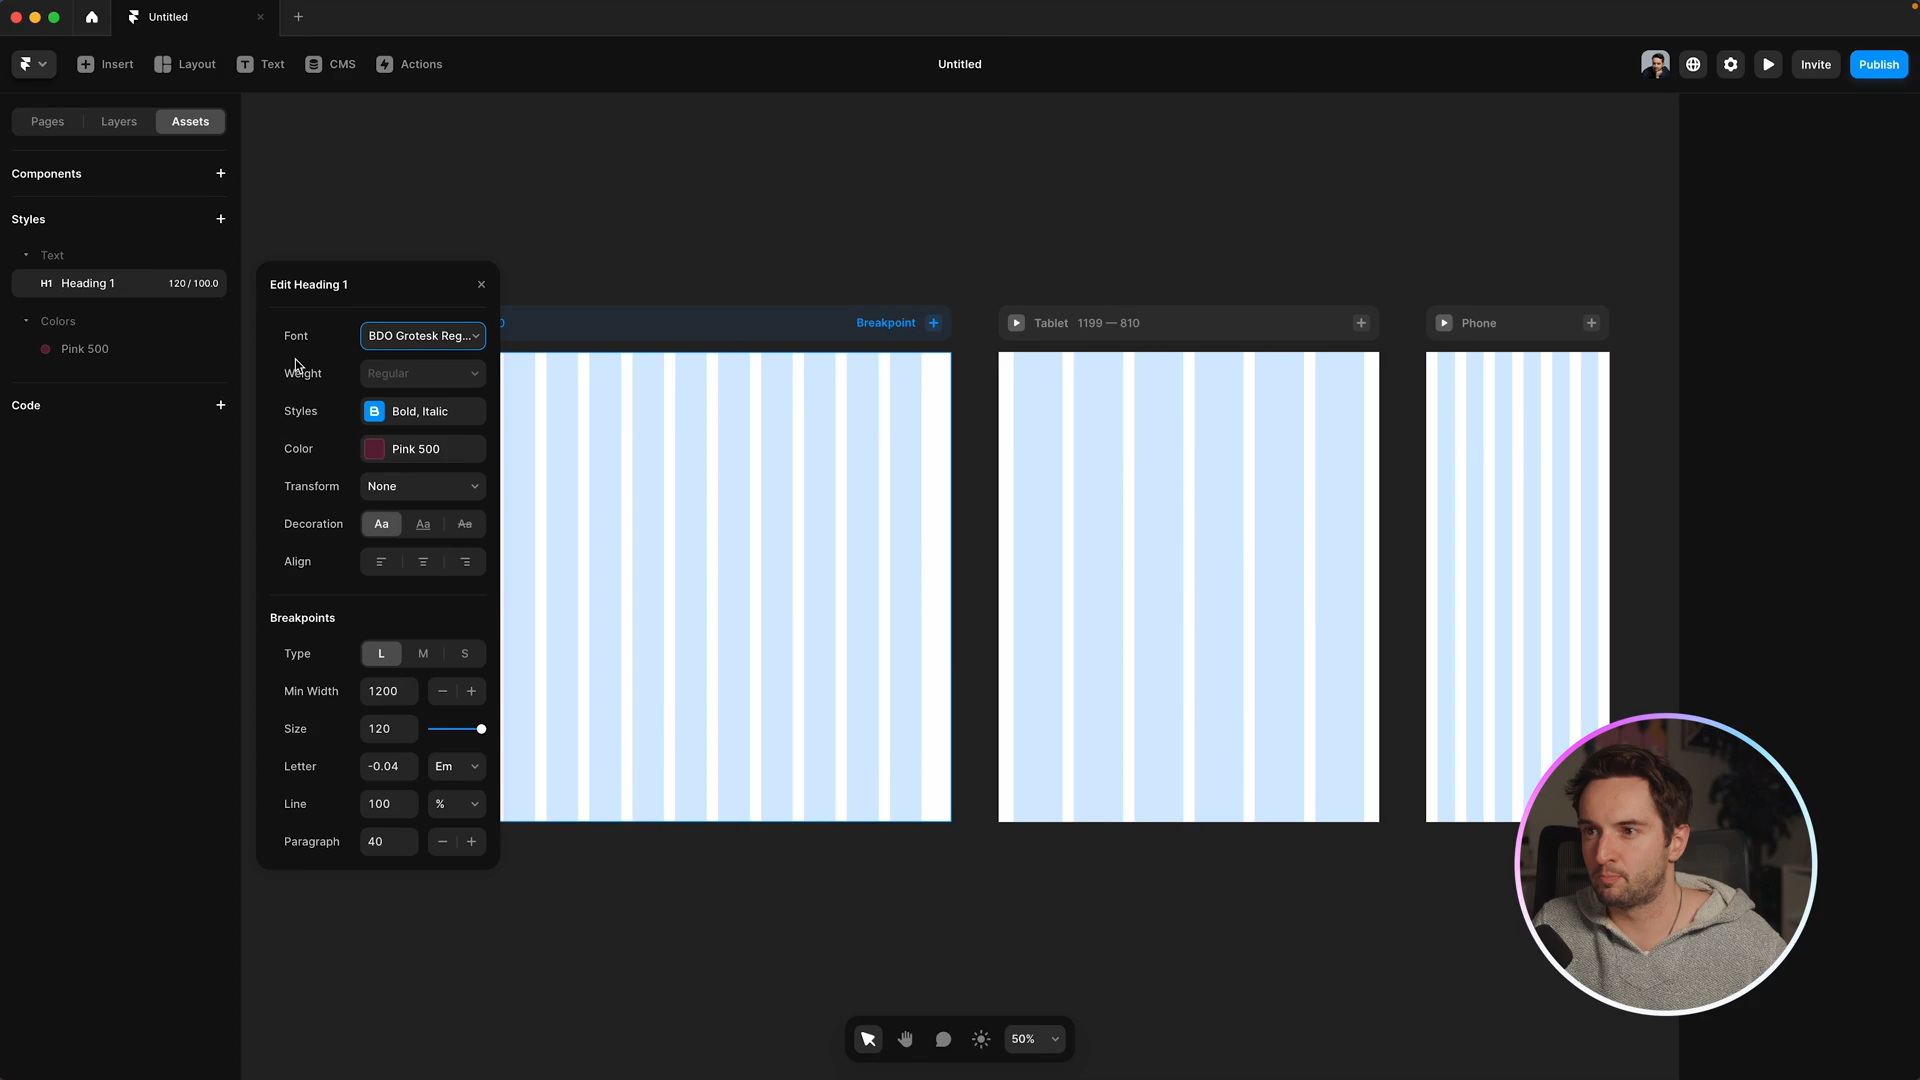 Untitled
Insert
Layout
Text
CMS
Actions
Untitled
Invite
Publish
Pages
Layers
Assets
Components
Styles
Text
H1 Heading 1 120 / 100.0
Colors
Pink 500
Code
Edit Heading 1
Font BDO Grotesk Reg...
Weight Regular
Styles B Bold, Italic
Color Pink 500
Transform None
Decoration Aa Aa Aa
Align
Breakpoints
Type L M S
Min Width 1200
Size 120
Letter -0.04 Em
Line 100 %
Paragraph 40
0 Breakpoint
Tablet 1199 — 810
Phone
50%